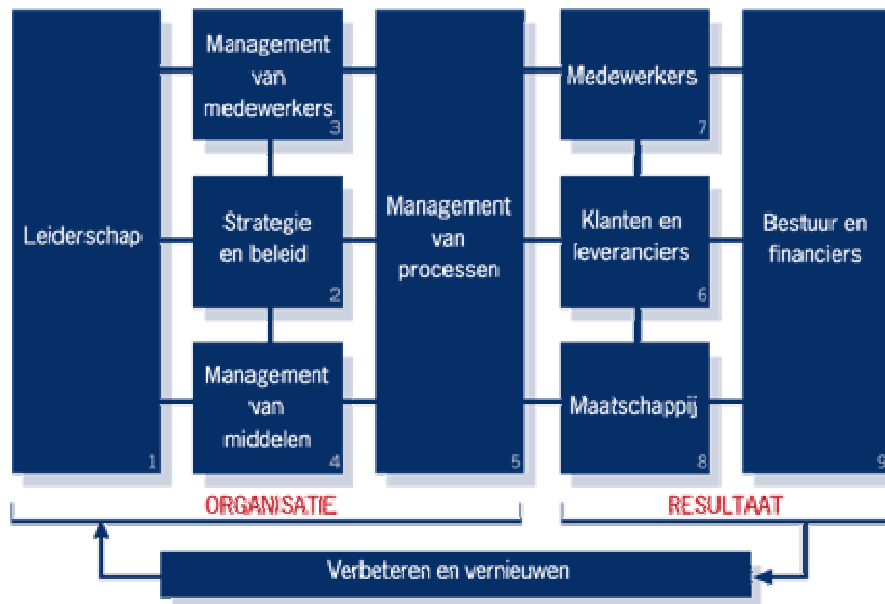 Leiderschap
1
Management
van
medewerkers
3
Strategie
en beleid
2
Management
van
middelen
4
Management
van
processen
5
Medewerkers
7
Klanten en
leveranciers
6
Maatschappij
8
Bestuur en
financiers
9
ORGANISATIE
RESULTAAT
Verbeteren en vernieuwen